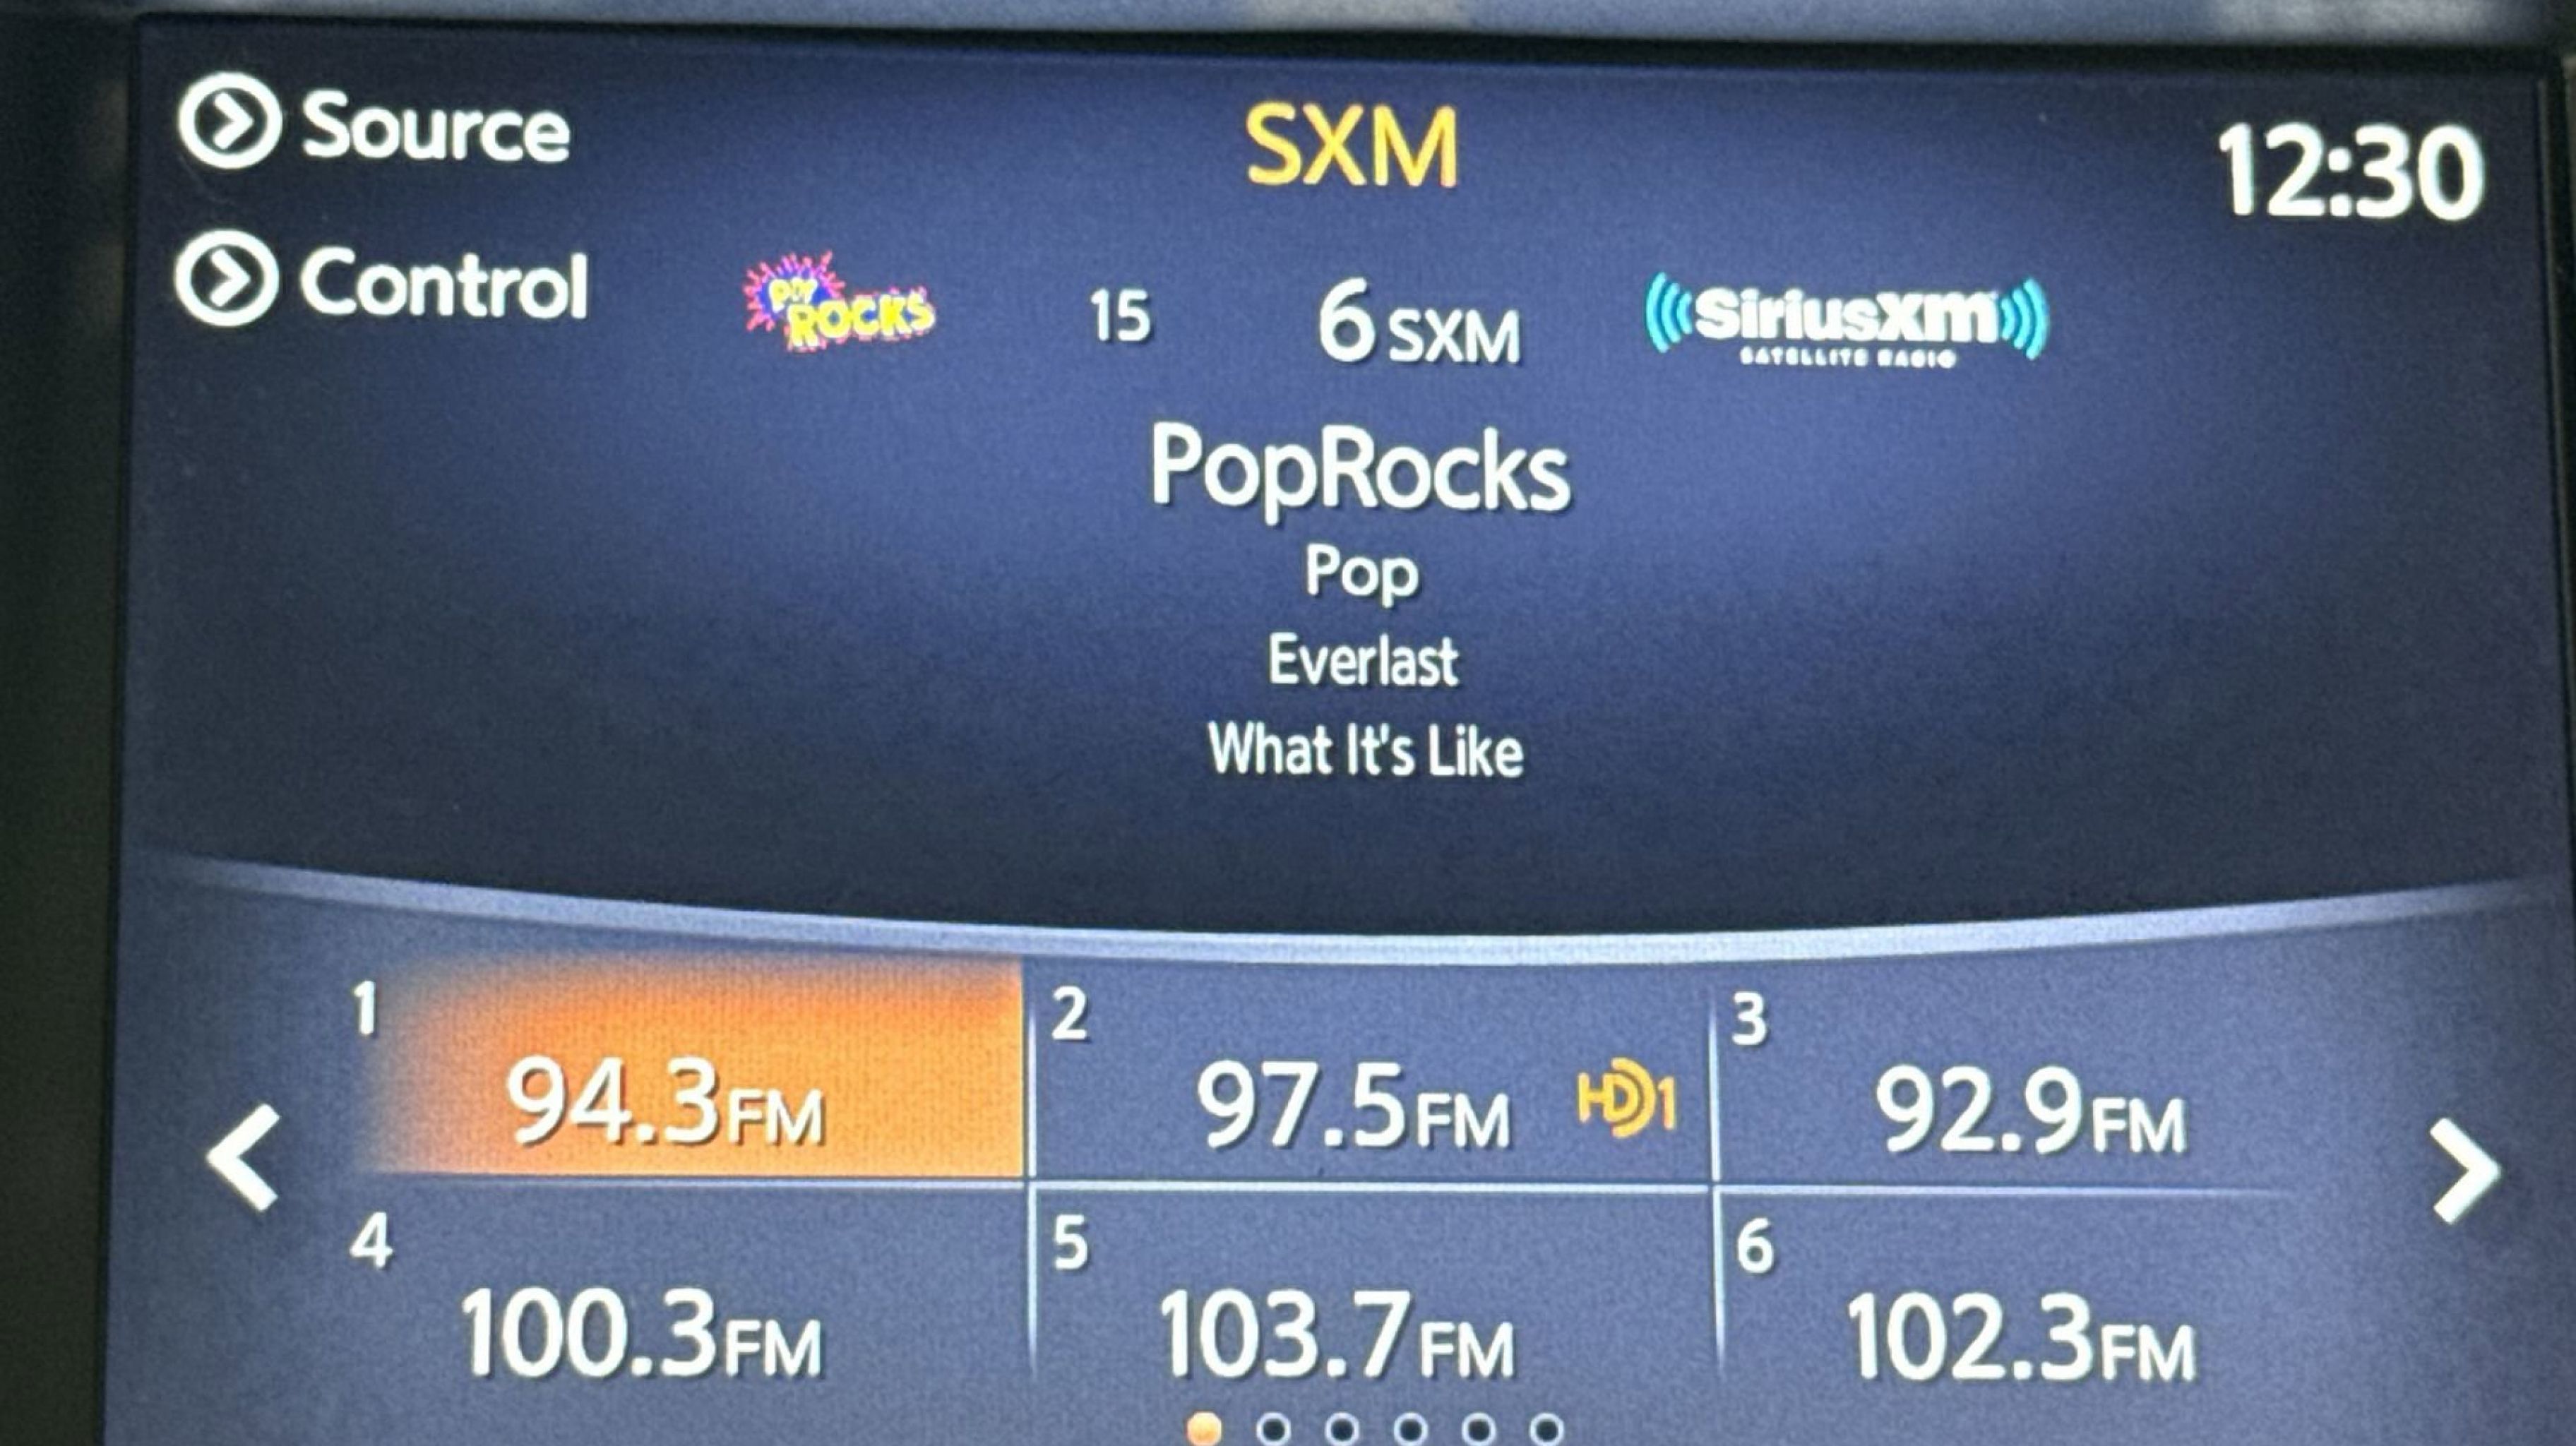 Source
SXM
12:30
Control
POP ROCKS
15
6 SXM
SiriusXM
SATELLITE RADIO
PopRocks
Pop
Everlast
What It's Like
1
94.3FM
2
97.5FM HD1
3
92.9FM
4
100.3FM
5
103.7FM
6
102.3FM